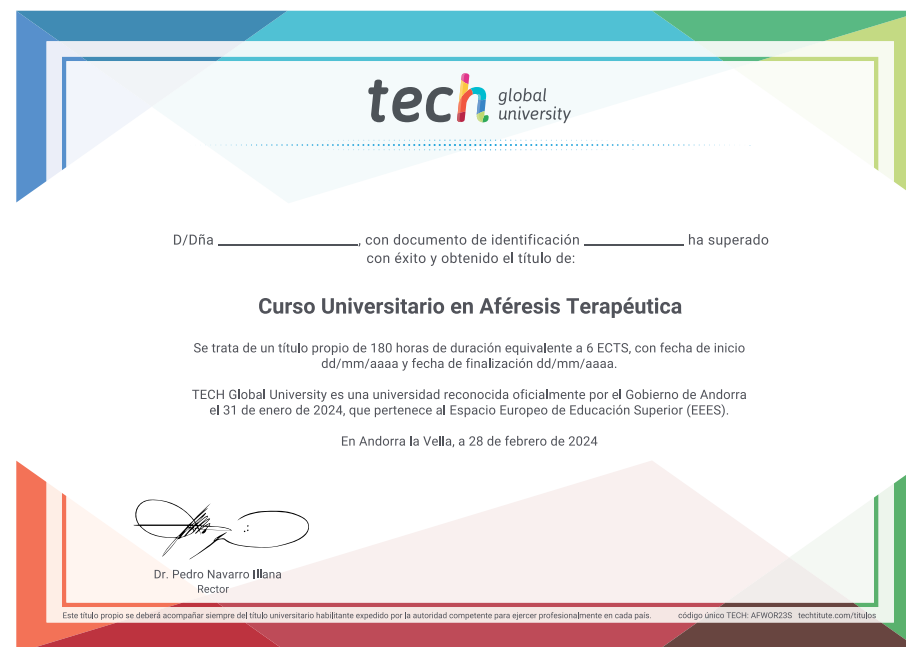 tech global university
D/Dña ______________, con documento de identificación __________ ha superado
con éxito y obtenido el título de:
Curso Universitario en Aféresis Terapéutica
Se trata de un título propio de 180 horas de duración equivalente a 6 ECTS, con fecha de inicio
dd/mm/aaaa y fecha de finalización dd/mm/aaaa.
TECH Global University es una universidad reconocida oficialmente por el Gobierno de Andorra
el 31 de enero de 2024, que pertenece al Espacio Europeo de Educación Superior (EEES).
En Andorra la Vella, a 28 de febrero de 2024
Dr. Pedro Navarro Illana
Rector
Este título propio se deberá acompañar siempre del título universitario habilitante expedido por la autoridad competente para ejercer profesionalmente en cada país. código único TECH: AFWOR23S techtitute.com/titulos